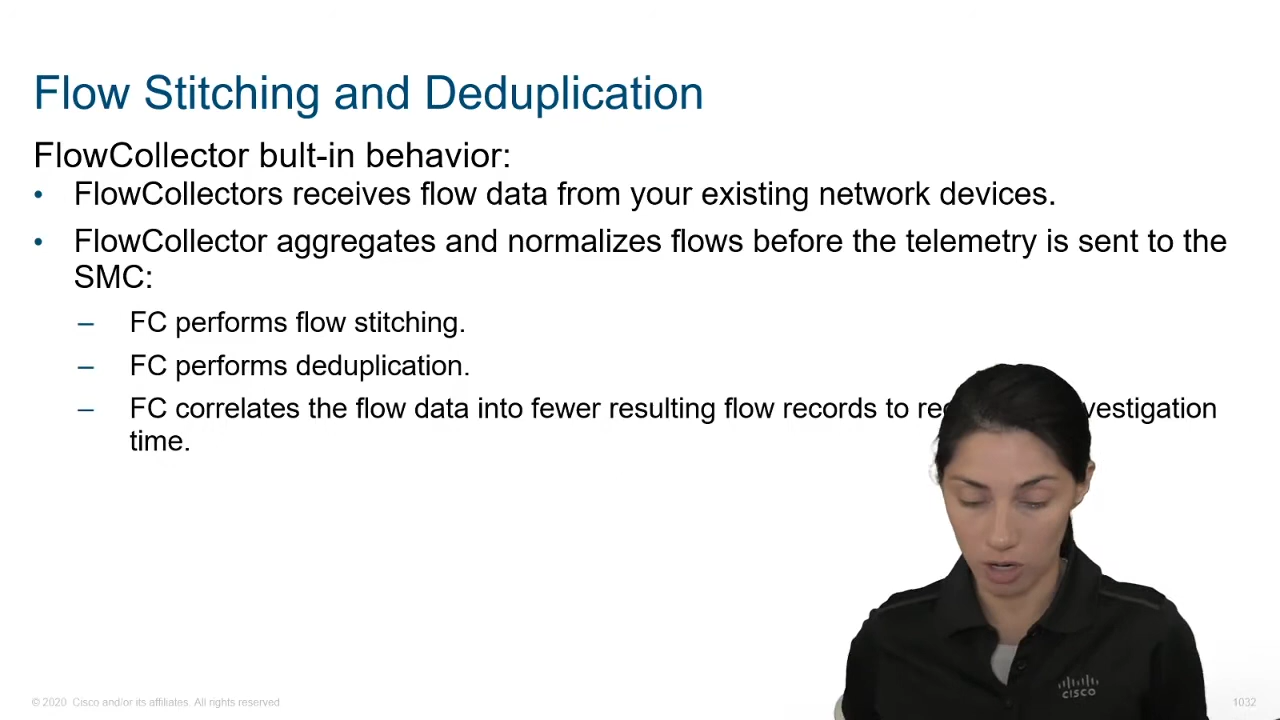 Flow Stitching and Deduplication
FlowCollector bult-in behavior:
• FlowCollectors receives flow data from your existing network devices.
• FlowCollector aggregates and normalizes flows before the telemetry is sent to the
SMC:
– FC performs flow stitching.
– FC performs deduplication.
– FC correlates the flow data into fewer resulting flow records to
time.
CISCO
© 2020 Cisco and/or its affiliates. All rights reserved
1032